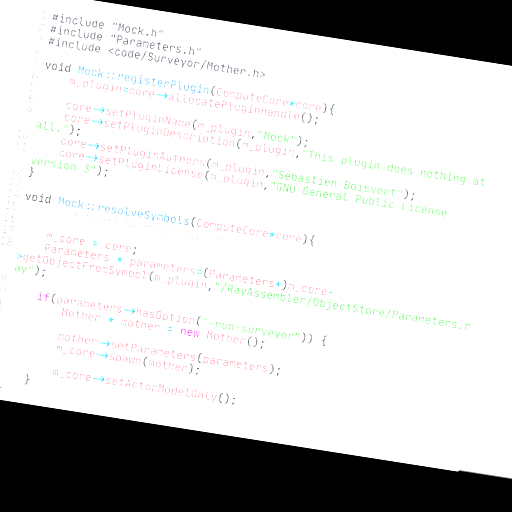 #include "Mock.h"
#include "Parameters.h"
#include <code/Surveyor/Mother.h>
void Mock::registerPlugin(ComputeCore*core){
m_plugin=core->allocatePluginHandle();
core->setPluginName(m_plugin,"Mock");
core->setPluginDescription(m_plugin,"This plugin does nothing at
all.");
core->setPluginAuthors(m_plugin,"Sebastien Boisvert");
core->setPluginLicense(m_plugin,"GNU General Public License
version 3");
}
void Mock::resolveSymbols(ComputeCore*core){
m_core = core;
Parameters * parameters=(Parameters*)m_core-
>getObjectFromSymbol(m_plugin,"/RayAssembler/ObjectStore/Parameters.r
ay");
if(parameters->hasOption("-run-surveyor")) {
Mother * mother = new Mother();
mother->setParameters(parameters);
m_core->spawn(mother);
m_core->setActorModelOnly();
}